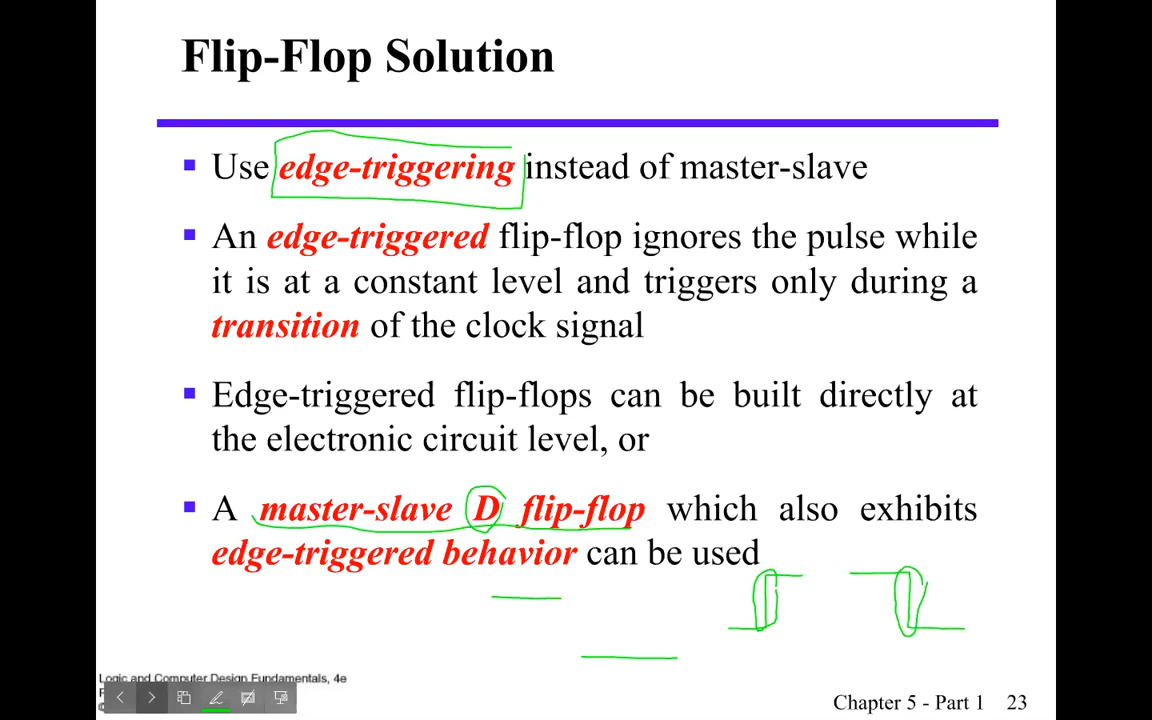 Flip-Flop Solution
Use edge-triggering instead of master-slave
An edge-triggered flip-flop ignores the pulse while
it is at a constant level and triggers only during a
transition of the clock signal
Edge-triggered flip-flops can be built directly at
the electronic circuit level, or
A master-slave D flip-flop which also exhibits
edge-triggered behavior can be used
Logic and Computer Design Fundamentals, 4e
Chapter 5 - Part 1 23